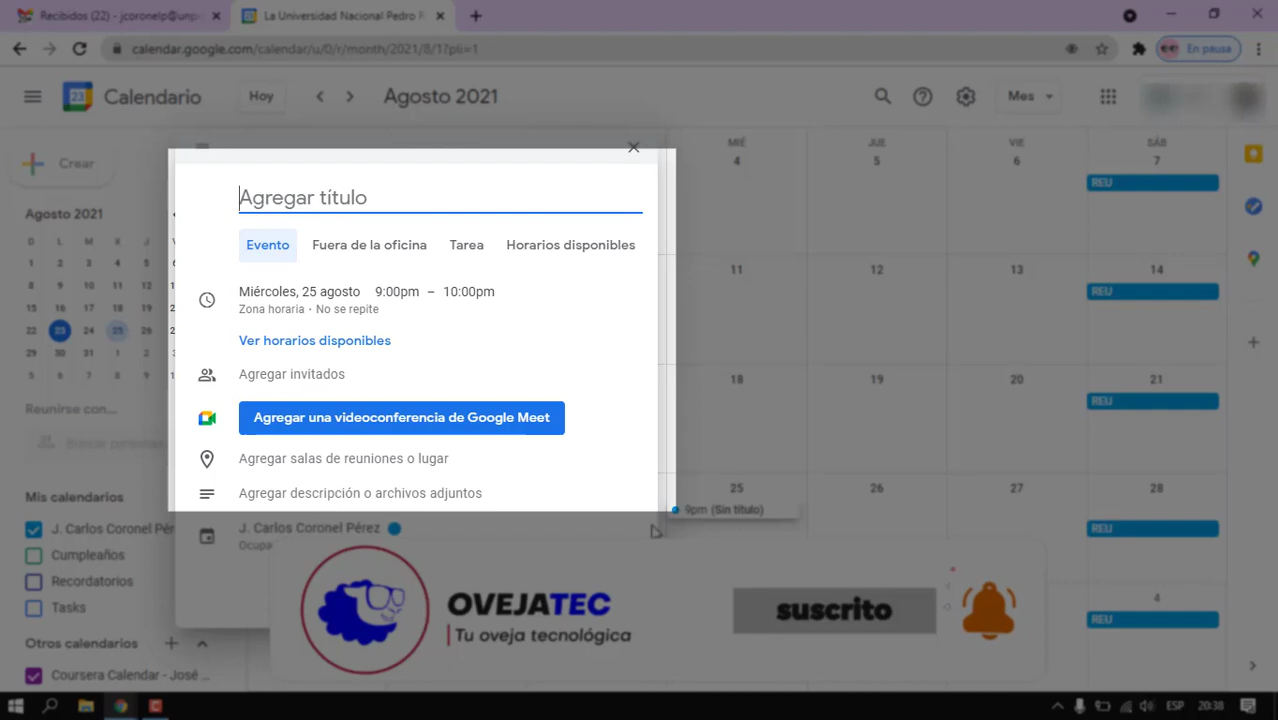 Recibidos (22) - jcoronelp@unp
La Universidad Nacional Pedro R
calendar.google.com/calendar/u/0/r/month/2021/8/1?pli=1
En pausa
Calendario
Hoy
Agosto 2021
Mes
Crear
Agosto 2021
D L M X J V
1 2 3 4 5 6
8 9 10 11 12 1
15 16 17 18 19 2
22 23 24 25 26 2
29 30 31 1 2 3
5 6 7 8 9 1
Reunirse con...
Buscar personas
Mis calendarios
J. Carlos Coronel Pér
Cumpleaños
Recordatorios
Tasks
Otros calendarios
Coursera Calendar - José ...
Agregar título
Evento
Fuera de la oficina
Tarea
Horarios disponibles
Miércoles, 25 agosto 9:00pm – 10:00pm
Zona horaria · No se repite
Ver horarios disponibles
Agregar invitados
Agregar una videoconferencia de Google Meet
Agregar salas de reuniones o lugar
Agregar descripción o archivos adjuntos
J. Carlos Coronel Pérez
Ocupa
MIÉ JUE VIE SÁB
4 5 6 7
REU
11 12 13 14
REU
18 19 20 21
REU
25 26 27 28
9pm (Sin título)
REU
4
REU
OVEJATEC
Tu oveja tecnológica
suscrito
ESP
20:38